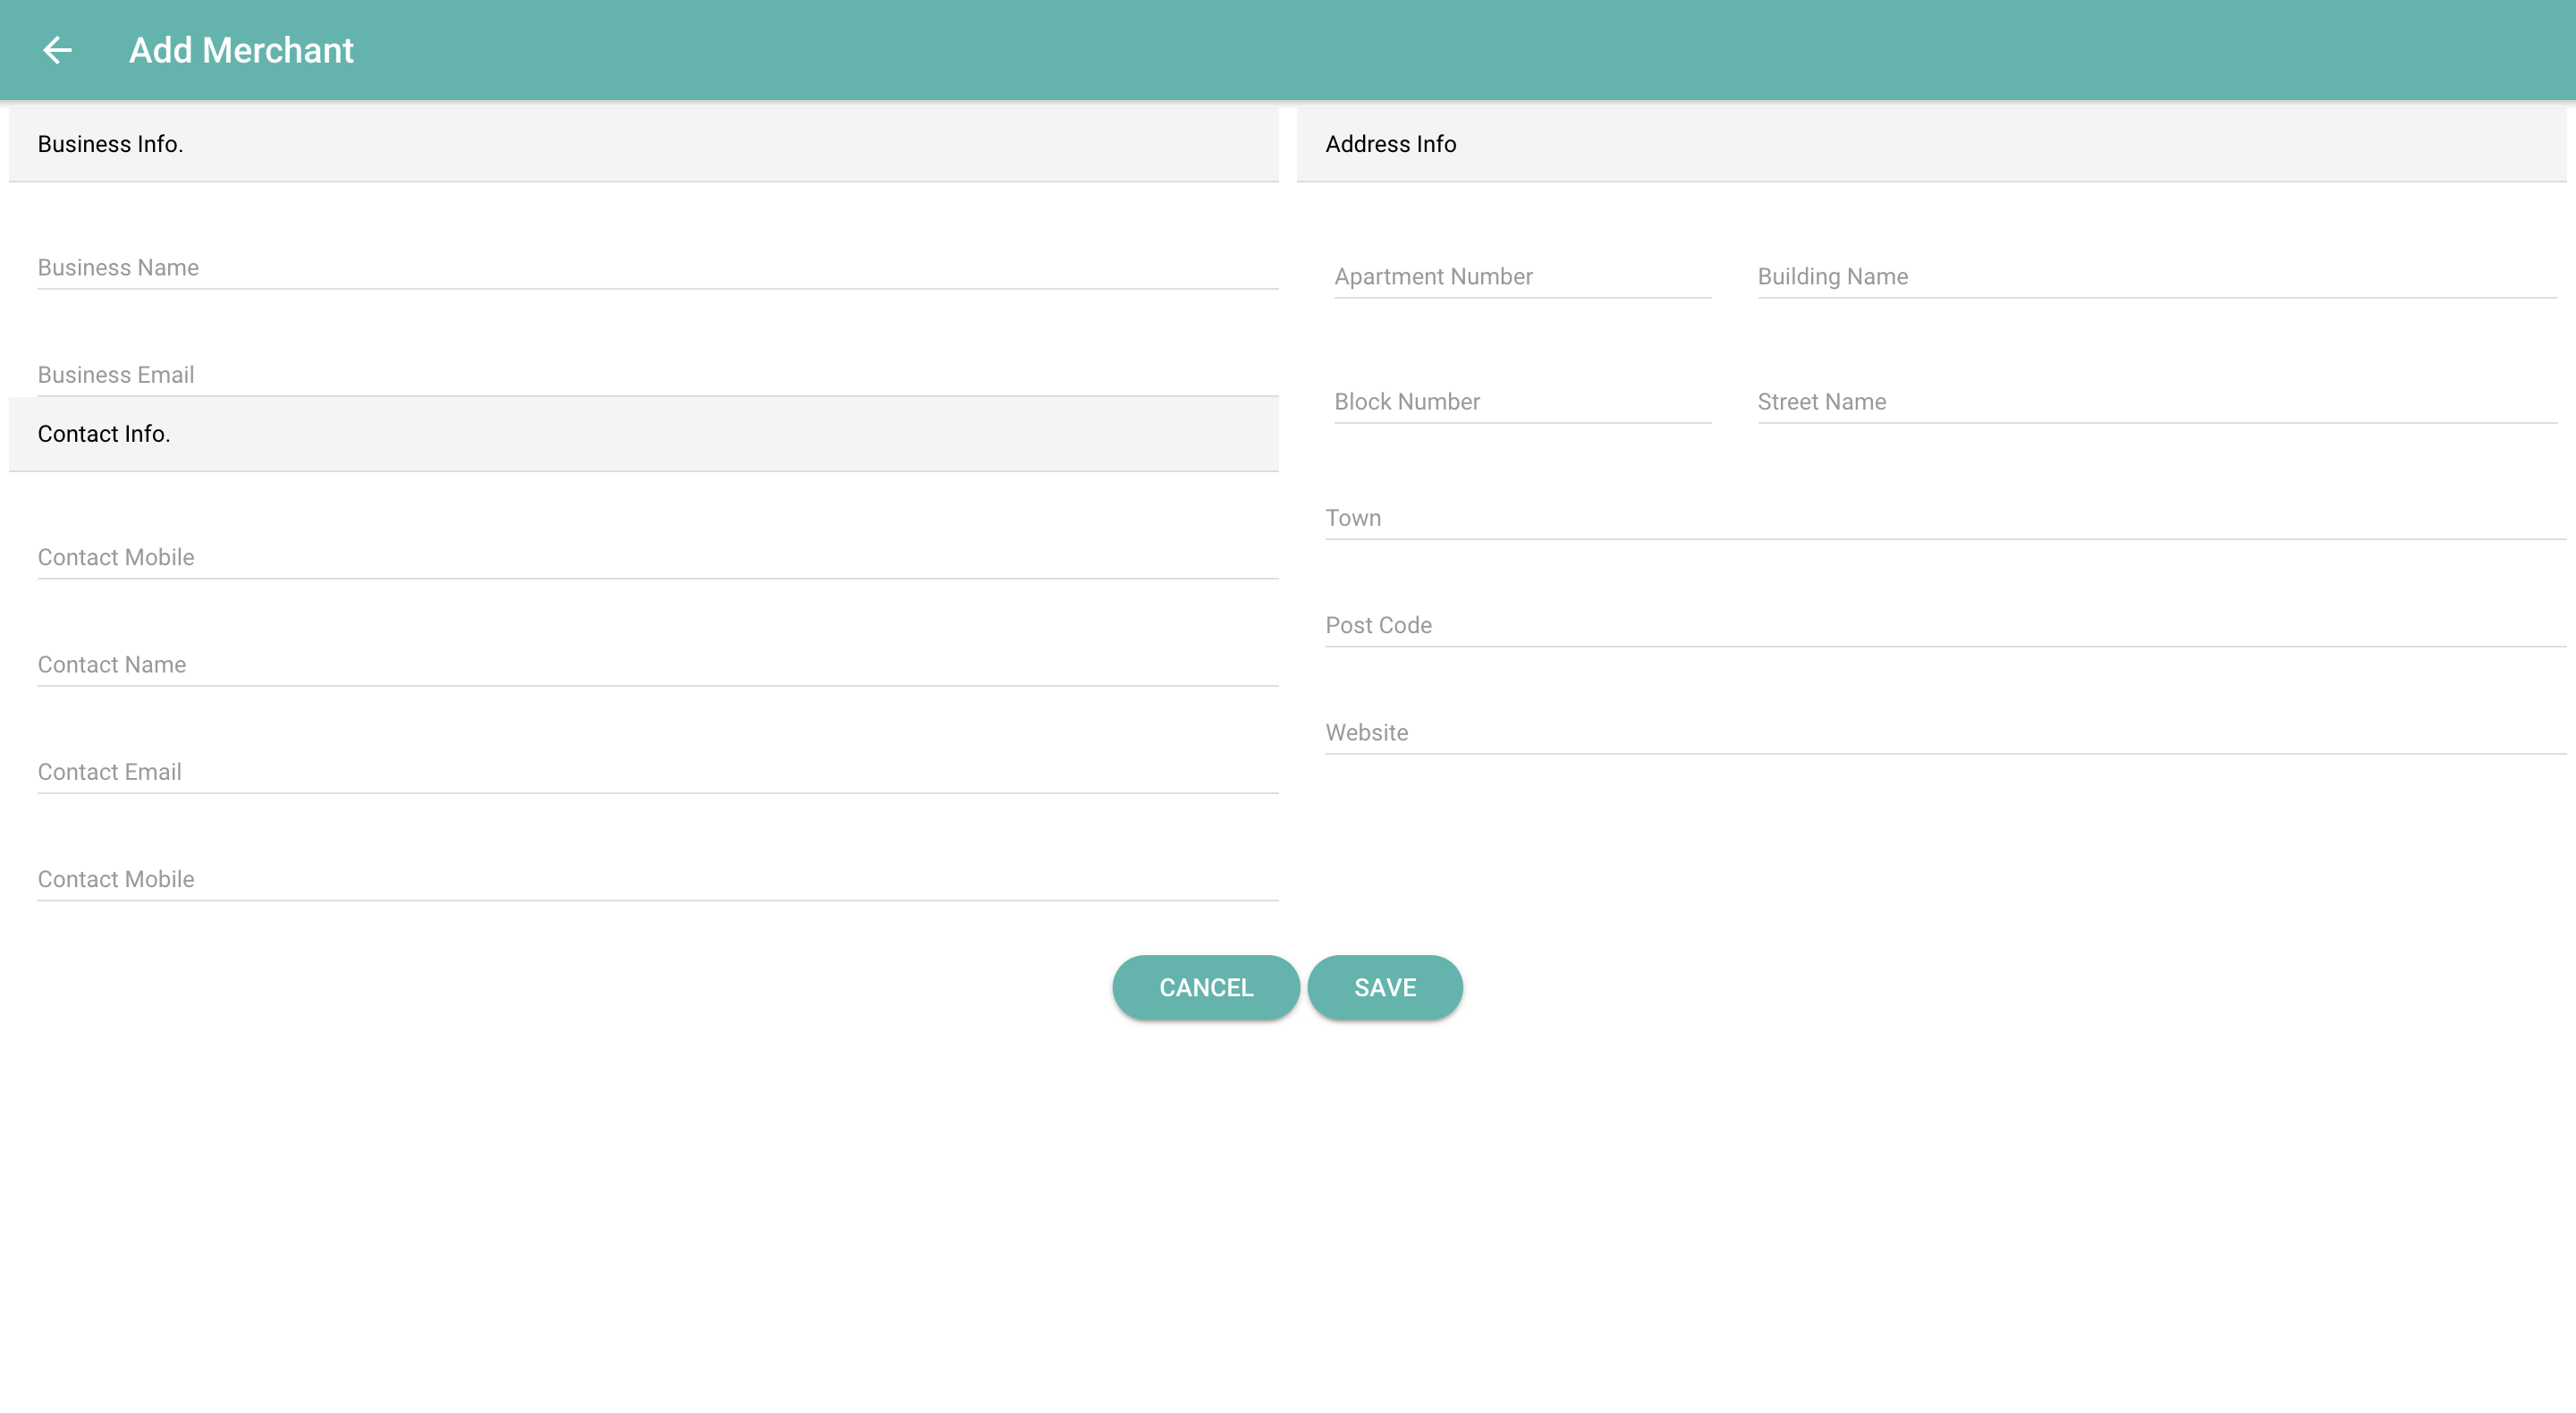 Add Merchant
Business Info.
Business Name
Business Email
Contact Info.
Contact Mobile
Contact Name
Contact Email
Contact Mobile
Address Info
Apartment Number
Building Name
Block Number
Street Name
Town
Post Code
Website
CANCEL
SAVE